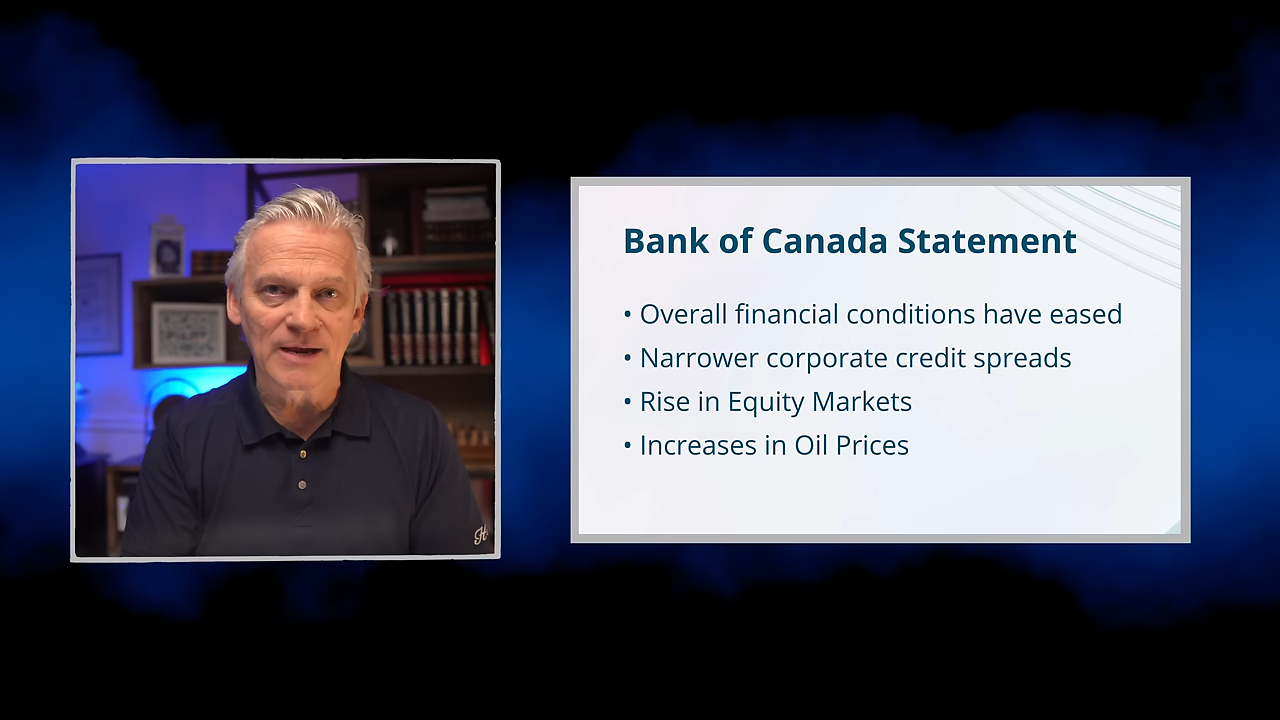 Bank of Canada Statement
• Overall financial conditions have eased
• Narrower corporate credit spreads
• Rise in Equity Markets
• Increases in Oil Prices